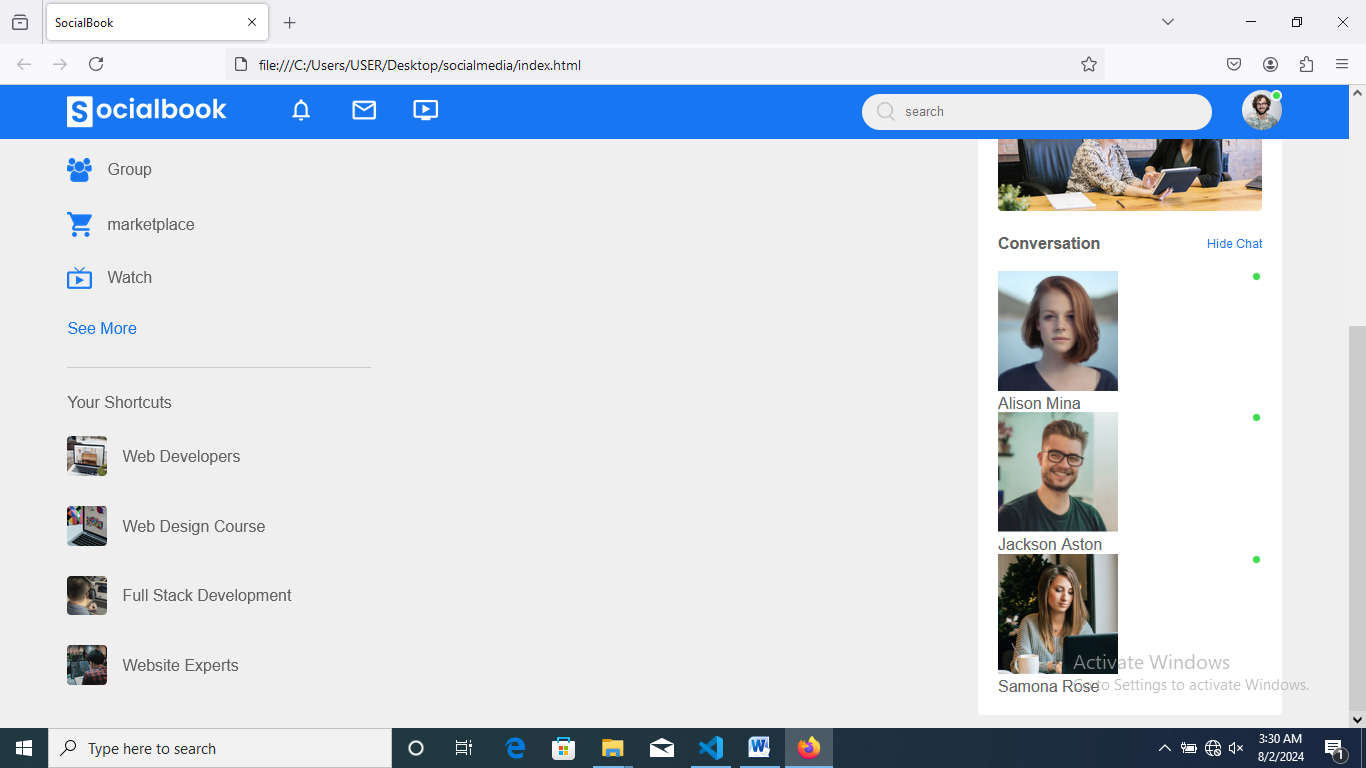 SocialBook
file:///C:/Users/USER/Desktop/socialmedia/index.html
Socialbook
search
Group
marketplace
Watch
See More
Your Shortcuts
Web Developers
Web Design Course
Full Stack Development
Website Experts
Conversation
Hide Chat
Alison Mina
Jackson Aston
Samona Rose
Activate Windows
Go to Settings to activate Windows.
Type here to search
3:30 AM
8/2/2024
1